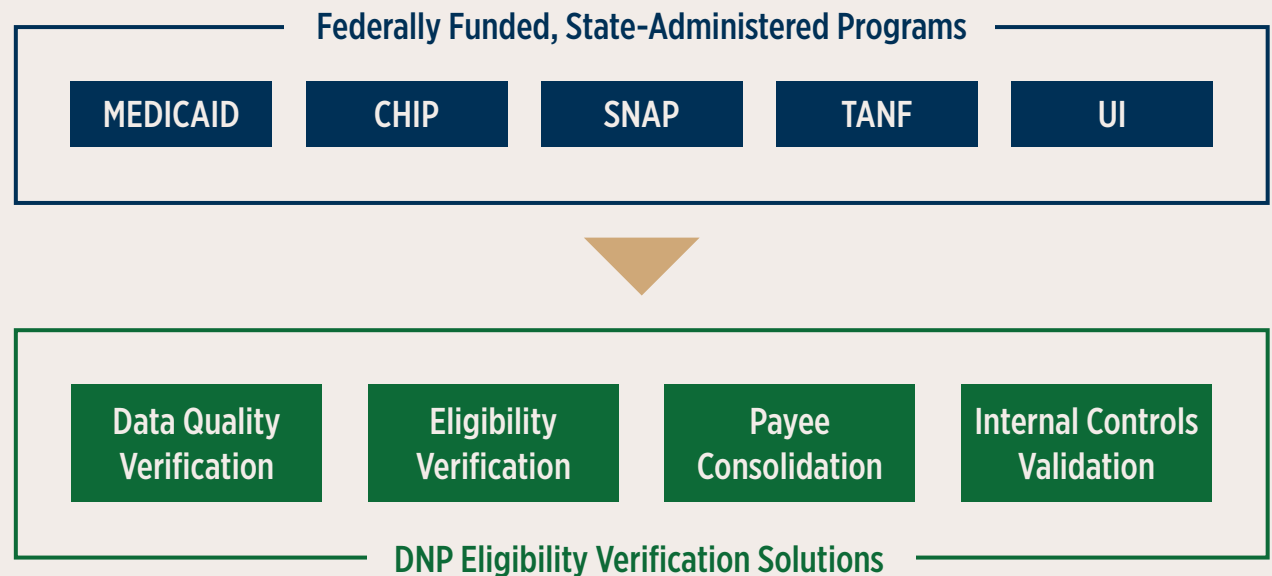 Federally Funded, State-Administered Programs
MEDICAID
CHIP
SNAP
TANF
UI
Data Quality
Verification
Eligibility
Verification
Payee
Consolidation
Internal Controls
Validation
DNP Eligibility Verification Solutions